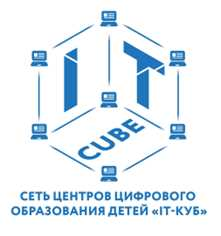 IT
CUBE
СЕТЬ ЦЕНТРОВ ЦИФРОВОГО
ОБРАЗОВАНИЯ ДЕТЕЙ «IT-КУБ»